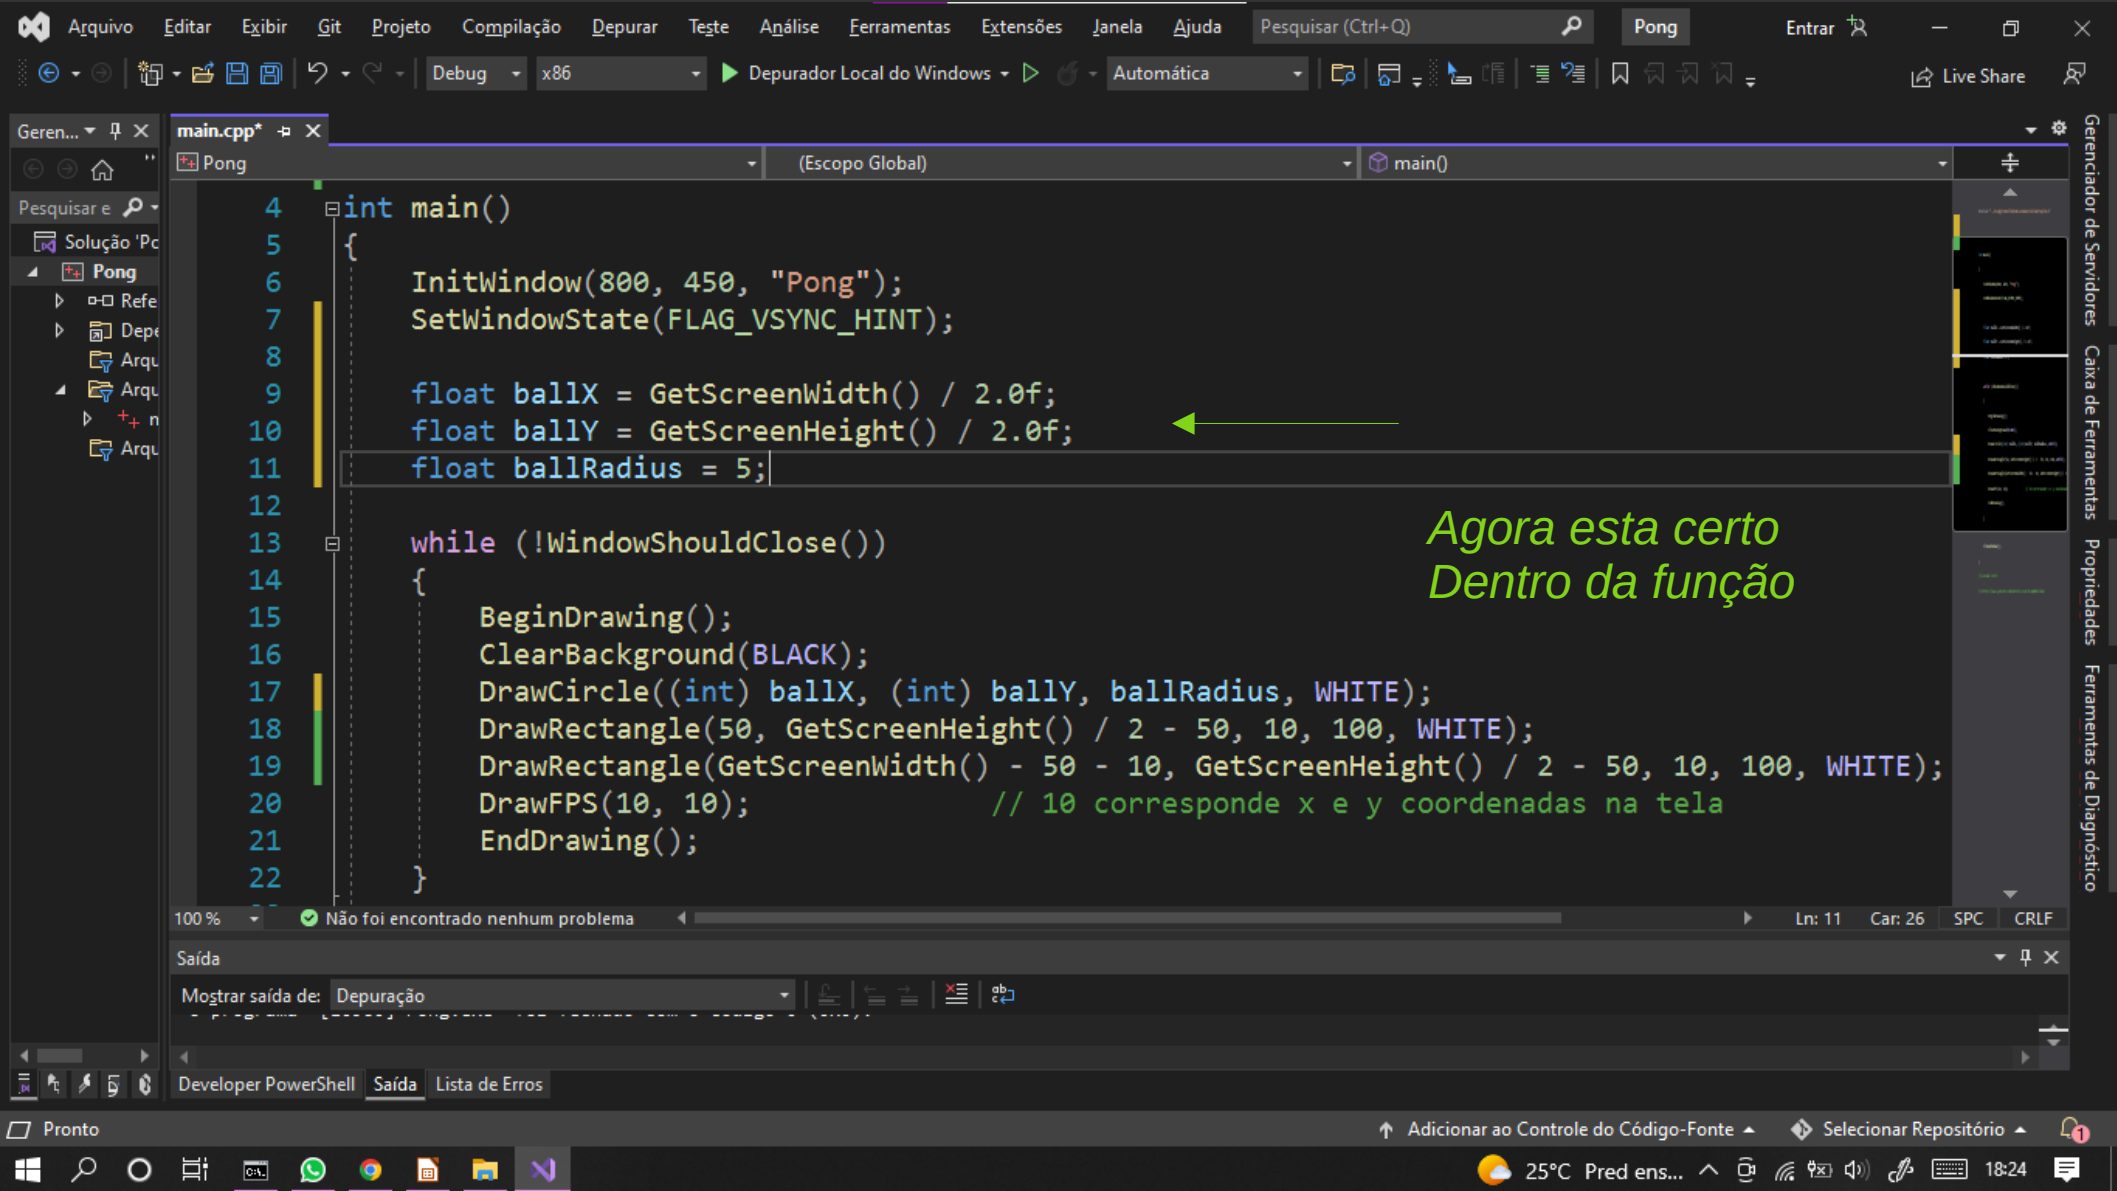 Arquivo Editar Exibir Git Projeto Compilação Depurar Teste Análise Ferramentas Extensões Janela Ajuda Pesquisar (Ctrl+Q) Pong Entrar
Debug x86 Depurador Local do Windows Automática Live Share
Geren... main.cpp*
Pong (Escopo Global) main()
Pesquisar e
Solução 'Po
Pong
Refe
Depe
Arqu
Arqu
Arqu
4 int main()
5 {
6 InitWindow(800, 450, "Pong");
7 SetWindowState(FLAG_VSYNC_HINT);
8
9 float ballX = GetScreenWidth() / 2.0f;
10 float ballY = GetScreenHeight() / 2.0f;
11 float ballRadius = 5;
12
13 while (!WindowShouldClose())
14 {
15 BeginDrawing();
16 ClearBackground(BLACK);
17 DrawCircle((int) ballX, (int) ballY, ballRadius, WHITE);
18 DrawRectangle(50, GetScreenHeight() / 2 - 50, 10, 100, WHITE);
19 DrawRectangle(GetScreenWidth() - 50 - 10, GetScreenHeight() / 2 - 50, 10, 100, WHITE);
20 DrawFPS(10, 10); // 10 corresponde x e y coordenadas na tela
21 EndDrawing();
22 }
Agora esta certo
Dentro da função
Gerenciador de Servidores
Caixa de Ferramentas
Propriedades
Ferramentas de Diagnóstico
100 % Não foi encontrado nenhum problema Ln: 11 Car: 26 SPC CRLF
Saída
Mostrar saída de: Depuração
Developer PowerShell Saída Lista de Erros
Pronto Adicionar ao Controle do Código-Fonte Selecionar Repositório 1
25°C Pred ens... 18:24